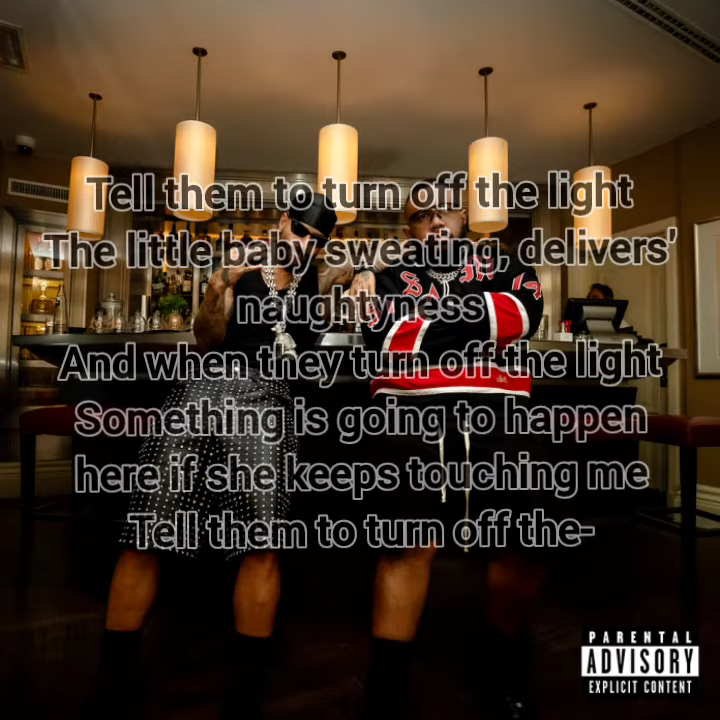 Tell them to turn off the light
The little baby sweating, delivers'
naughtyness
And when they turn off the light
Something is going to happen
here if she keeps touching me
Tell them to turn off the-
PARENTAL
ADVISORY
EXPLICIT CONTENT